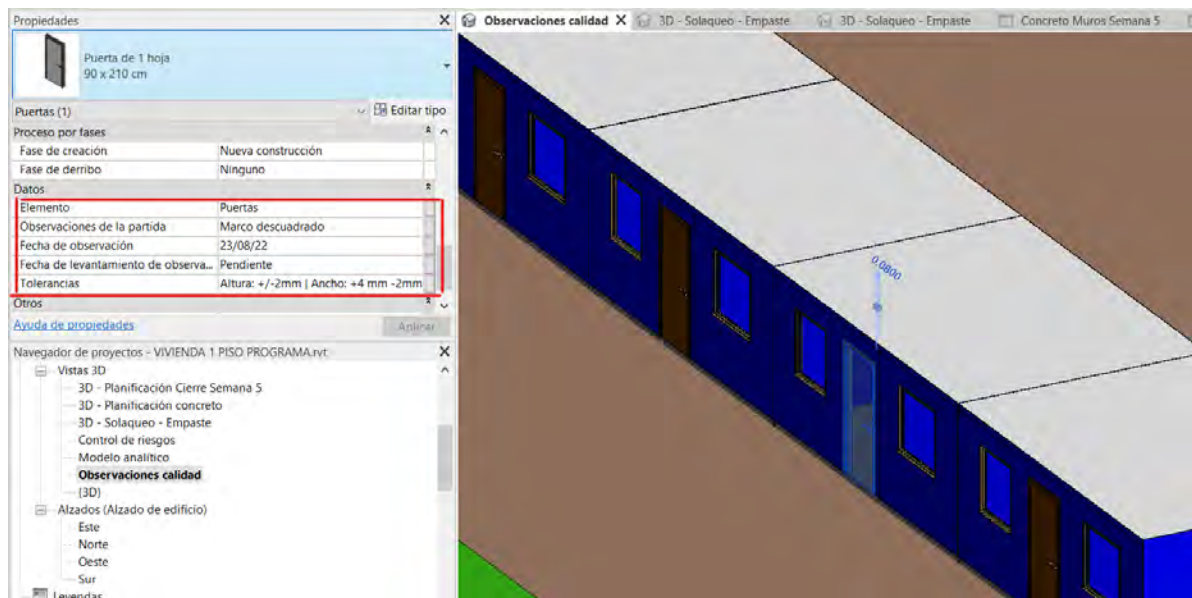 Propiedades
Puerta de 1 hoja
90 x 210 cm
Puertas (1)
Editar tipo
Proceso por fases
Fase de creación Nueva construcción
Fase de derribo Ninguno
Datos
Elemento Puertas
Observaciones de la partida Marco descuadrado
Fecha de observación 23/08/22
Fecha de levantamiento de observa... Pendiente
Tolerancias Altura: +/-2mm | Ancho: +4 mm -2mm
Otros
Ayuda de propiedades Aplicar
Navegador de proyectos - VIVIENDA 1 PISO PROGRAMA.rvt
Vistas 3D
3D - Planificación Cierre Semana 5
3D - Planificación concreto
3D - Solaqueo - Empaste
Control de riesgos
Modelo analítico
Observaciones calidad
{3D}
Alzados (Alzado de edificio)
Este
Norte
Oeste
Sur
Leyendas
Observaciones calidad
3D - Solaqueo - Empaste
3D - Solaqueo - Empaste
Concreto Muros Semana 5
0.0800